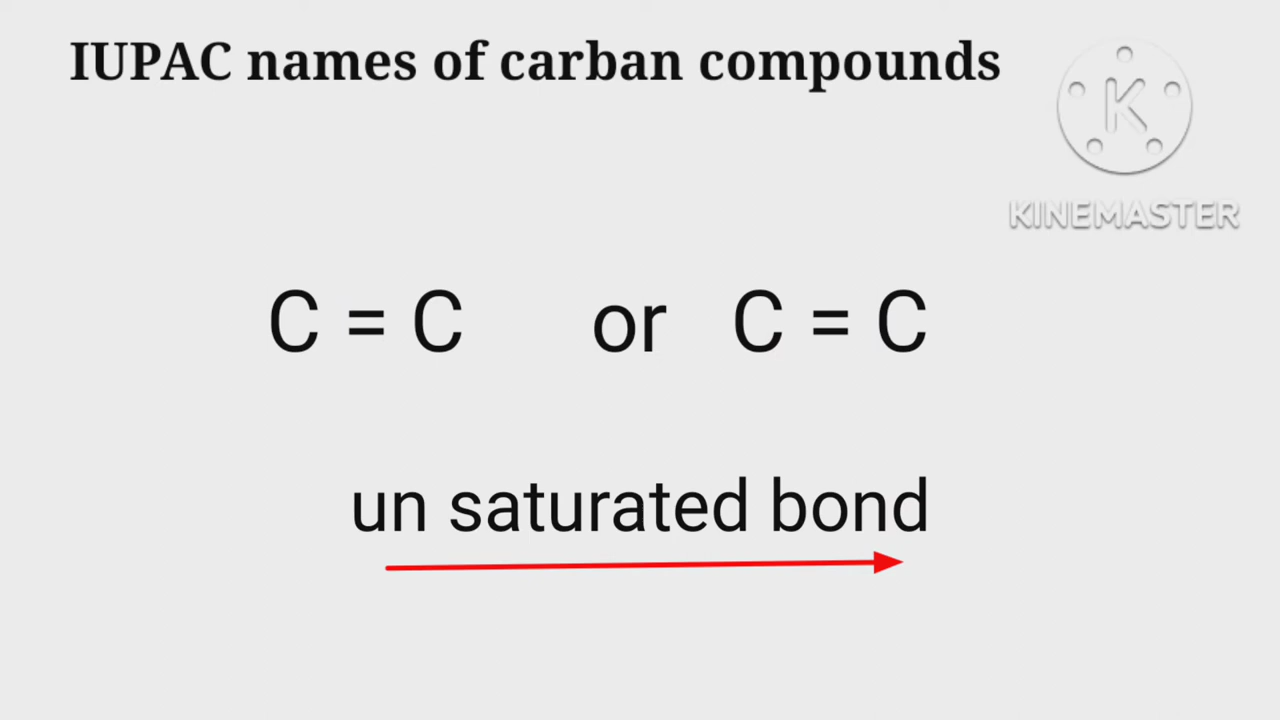 IUPAC names of carban compounds
K
KINEMASTER
C = C or C = C
un saturated bond